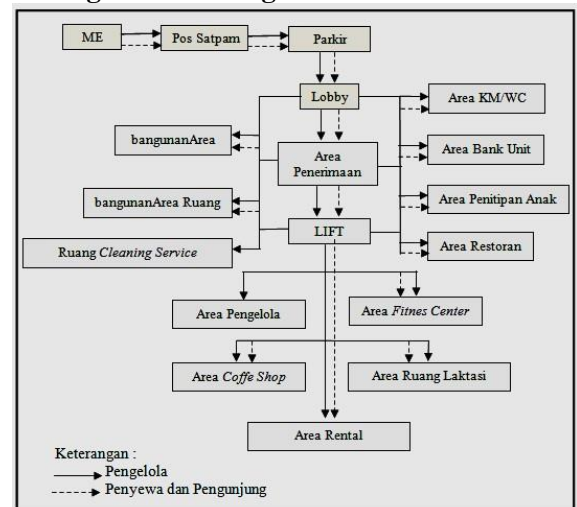 ME
Pos Satpam
Parkir
Lobby
Area KM/WC
bangunanArea
Area
Penerimaan
Area Bank Unit
bangunanArea Ruang
Area Penitipan Anak
LIFT
Ruang Cleaning Service
Area Restoran
Area Pengelola
Area Fitnes Center
Area Coffe Shop
Area Ruang Laktasi
Area Rental
Keterangan :
Pengelola
Penyewa dan Pengunjung